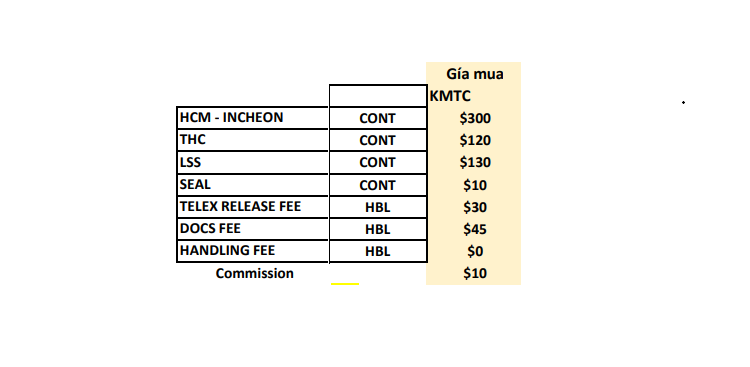 Gía mua
KMTC
HCM - INCHEON CONT $300
THC CONT $120
LSS CONT $130
SEAL CONT $10
TELEX RELEASE FEE HBL $30
DOCS FEE HBL $45
HANDLING FEE HBL $0
Commission $10